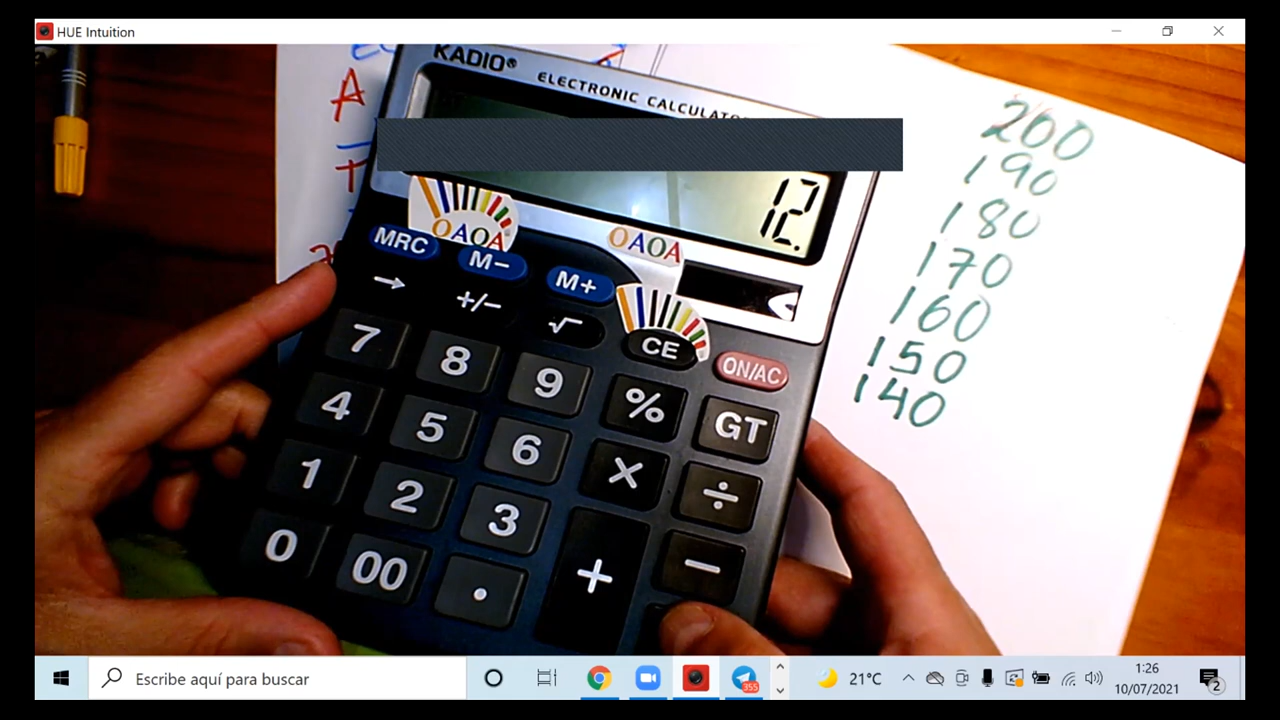 HUE Intuition
KADIO®
ELECTRONIC
A
T
12.
OAOA
OAOA
MRC
M-
M+
→
+/-
√
CE
ON/AC
7
8
9
%
GT
4
5
6
×
÷
1
2
3
+
-
0
00
.
200
190
180
170
160
150
140
Escribe aquí para buscar
355
21°C
1:26
10/07/2021
2